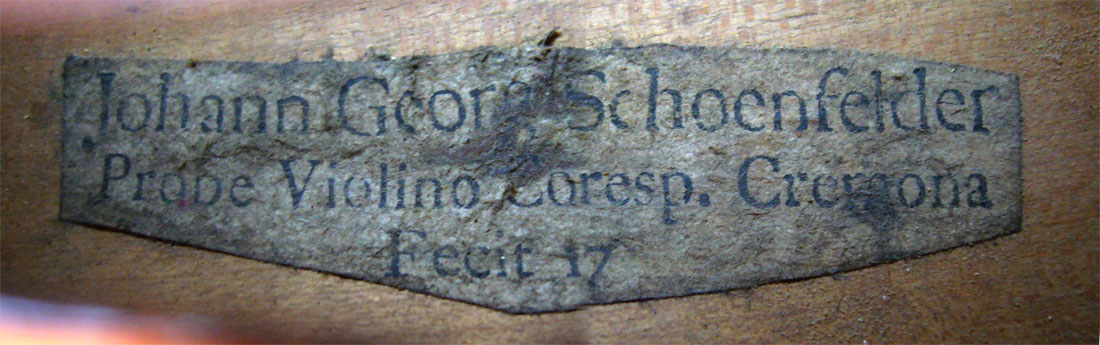 Johann Georg Schoenfelder
Probe Violino Coresp. Cremona
Fecit 17